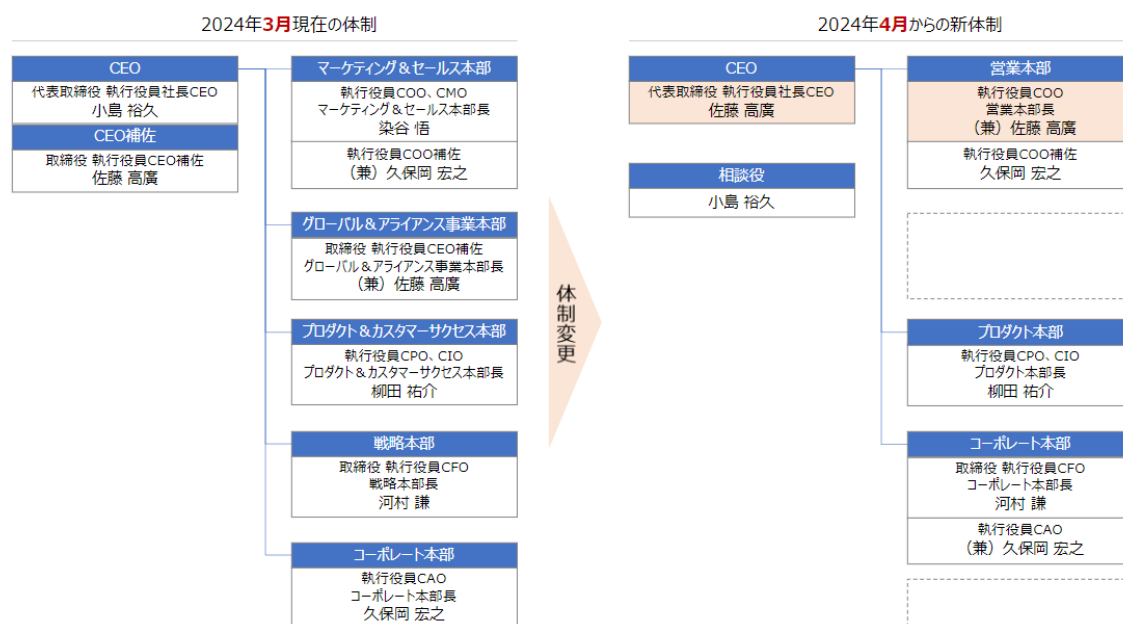 2024年3月現在の体制
CEO
代表取締役 執行役員社長CEO
小島 裕久
CEO補佐
取締役 執行役員CEO補佐
佐藤 高廣
マーケティング&セールス本部
執行役員COO、CMO
マーケティング&セールス本部長
染谷 悟
執行役員COO補佐
（兼）久保岡 宏之
グローバル&アライアンス事業本部
取締役 執行役員CEO補佐
グローバル&アライアンス事業本部長
（兼）佐藤 高廣
プロダクト&カスタマーサクセス本部
執行役員CPO、CIO
プロダクト&カスタマーサクセス本部長
柳田 祐介
戦略本部
取締役 執行役員CFO
戦略本部長
河村 謙
コーポレート本部
執行役員CAO
コーポレート本部長
久保岡 宏之
体制変更
2024年4月からの新体制
CEO
代表取締役 執行役員社長CEO
佐藤 高廣
相談役
小島 裕久
営業本部
執行役員COO
営業本部長
（兼）佐藤 高廣
執行役員COO補佐
久保岡 宏之
プロダクト本部
執行役員CPO、CIO
プロダクト本部長
柳田 祐介
コーポレート本部
取締役 執行役員CFO
コーポレート本部長
河村 謙
執行役員CAO
（兼）久保岡 宏之